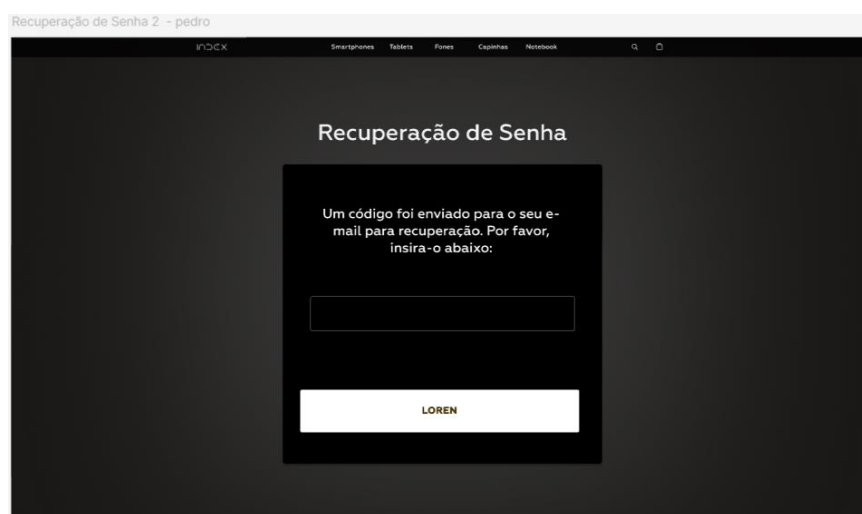 Recuperação de Senha 2 - pedro
INDEX Smartphones Tablets Fones Capinhas Notebook
Recuperação de Senha
Um código foi enviado para o seu e-
mail para recuperação. Por favor,
insira-o abaixo:
LOREN